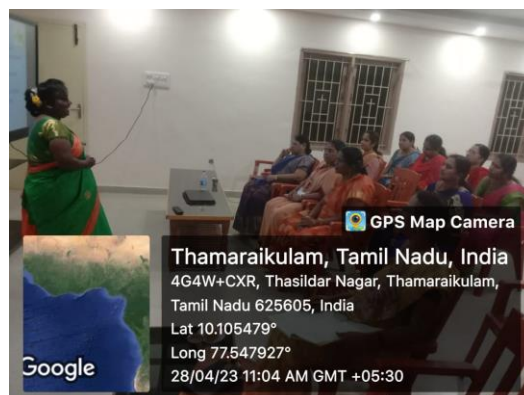 GPS Map Camera
Thamaraikulam, Tamil Nadu, India
4G4W+CXR, Thasildar Nagar, Thamaraikulam,
Tamil Nadu 625605, India
Lat 10.105479°
Long 77.547927°
28/04/23 11:04 AM GMT +05:30
Google